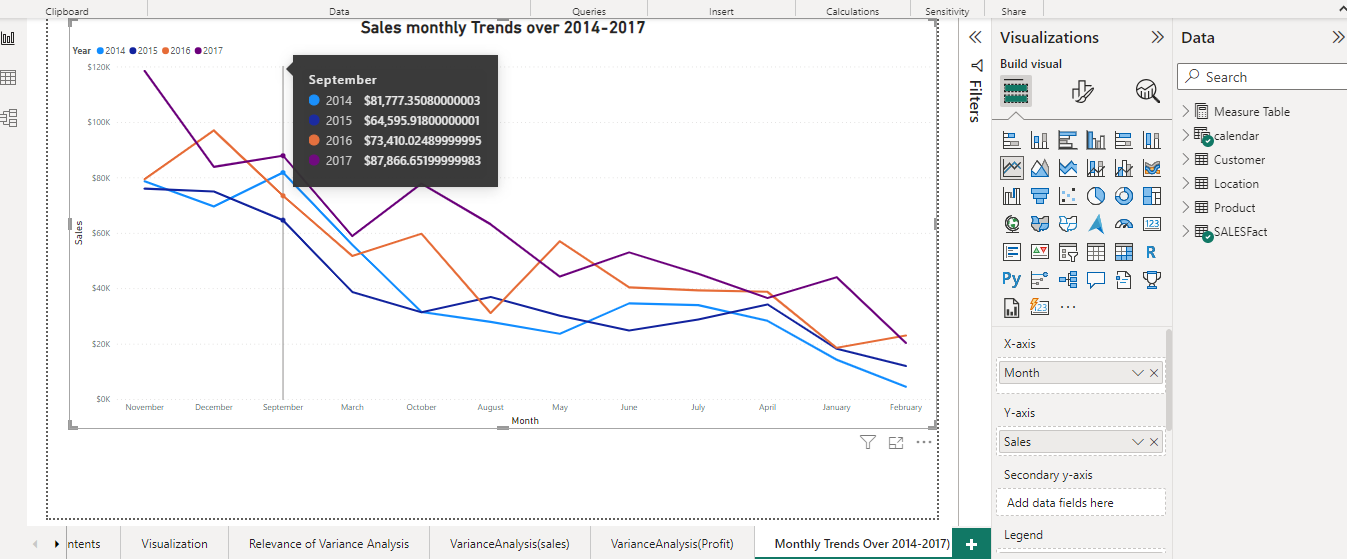 Clipboard
Data
Queries
Insert
Calculations
Sensitivity
Share
Sales monthly Trends over 2014-2017
Year 2014 2015 2016 2017
$120K
$100K
$80K
$60K
$40K
$20K
$0K
Sales
September
2014 $81,777.35080000003
2015 $64,595.91800000001
2016 $73,410.02489999995
2017 $87,866.65199999983
November December September March October August May June July April January February
Month
Filters
Visualizations
Build visual
123
R
Py
123
X-axis
Month
Y-axis
Sales
Secondary y-axis
Add data fields here
Legend
Data
Search
Measure Table
calendar
Customer
Location
Product
SALESFact
ntents
Visualization
Relevance of Variance Analysis
VarianceAnalysis(sales)
VarianceAnalysis(Profit)
Monthly Trends Over 2014-2017)